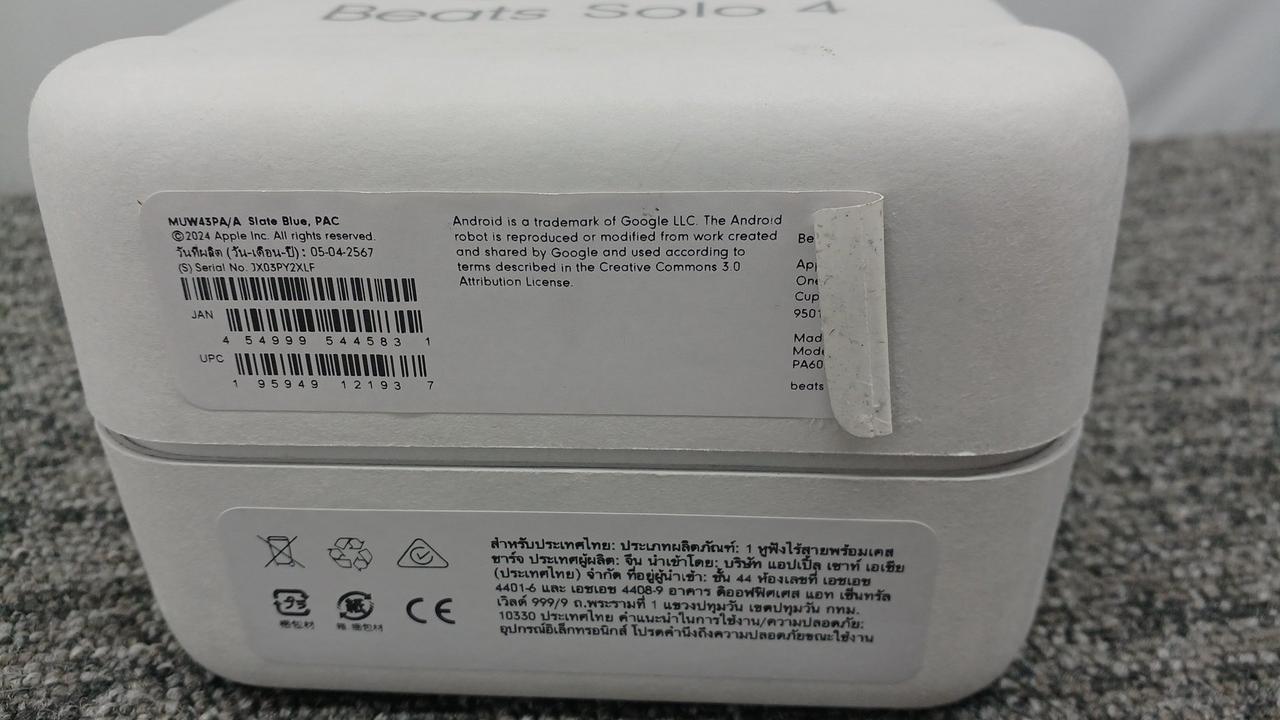 Beats Solo 4
MUW43PA/A Slate Blue, PAC
©2024 Apple Inc. All rights reserved.
วันที่ผลิต (วัน-เดือน-ปี) : 05-04-2567
(S) Serial No. JX03PY2XLF
JAN
4 54999 544583 1
UPC
1 95949 12193 7
Android is a trademark of Google LLC. The Android
robot is reproduced or modified from work created
and shared by Google and used according to
terms described in the Creative Commons 3.0
Attribution License.
Be
App
One
Cup
9501
Mad
Mode
PA60
beats
สำหรับประเทศไทย: ประเภทผลิตภัณฑ์: 1 หูฟังไร้สายพร้อมเคส
ชาร์จ ประเทศผู้ผลิต: จีน นำเข้าโดย: บริษัท แอปเปิ้ล เซาท์ เอเชีย
(ประเทศไทย) จำกัด ที่อยู่ผู้นำเข้า: ชั้น 44 ห้องเลขที่ เอชเอช
4401-6 และ เอชเอช 4408-9 อาคาร ดิออฟฟิศเศส แอท เซ็นทรัล
เวิลด์ 999/9 ถ.พระรามที่ 1 แขวงปทุมวัน เขตปทุมวัน กทม.
10330 ประเทศไทย คำแนะนำในการใช้งาน/ความปลอดภัย:
อุปกรณ์อิเล็กทรอนิกส์ โปรดคำนึงถึงความปลอดภัยขณะใช้งาน
プラ 紙 CE
梱包材 箱 梱包材